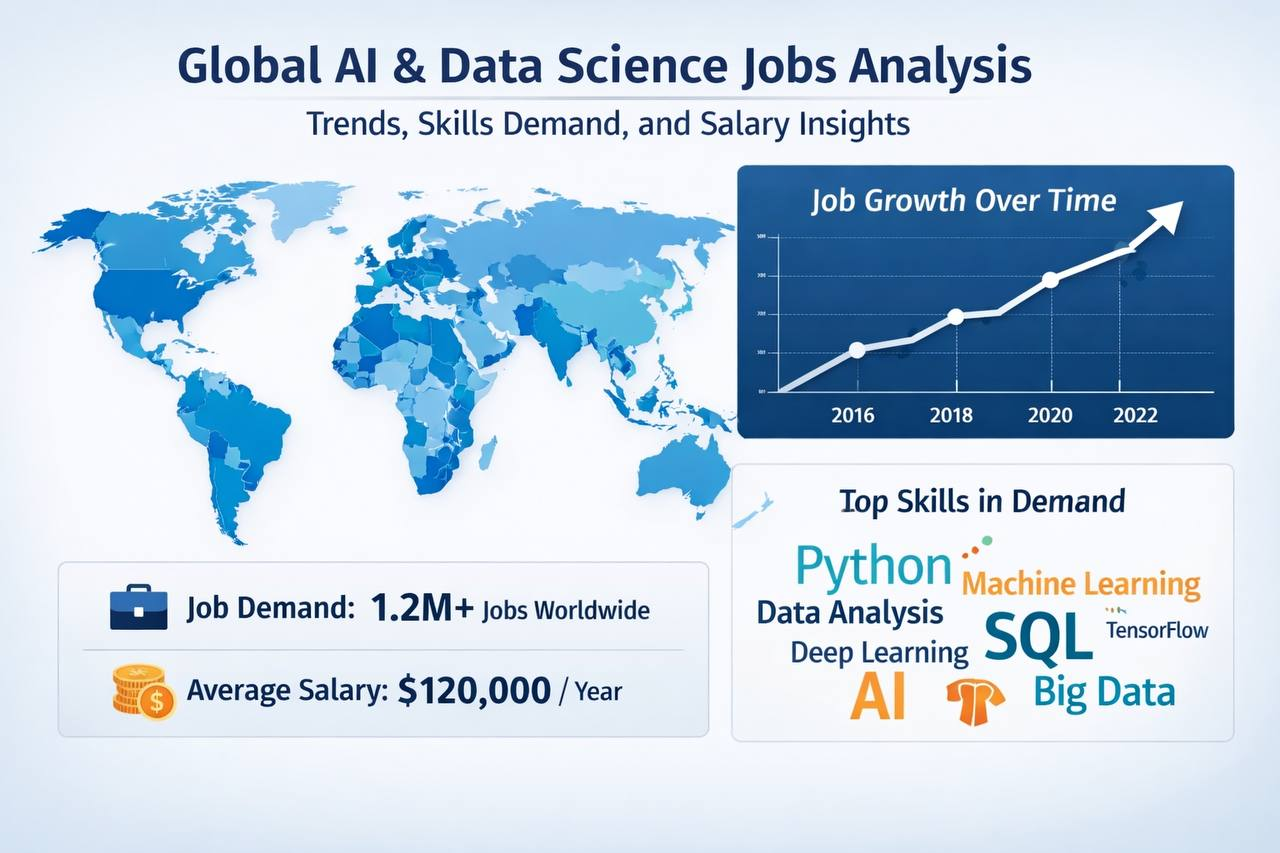 Global AI & Data Science Jobs Analysis
Trends, Skills Demand, and Salary Insights
Job Growth Over Time
2016 2018 2020 2022
Top Skills in Demand
Python
Machine Learning
Data Analysis
SQL
TensorFlow
Deep Learning
AI
Big Data
Job Demand: 1.2M+ Jobs Worldwide
$
Average Salary: $120,000 / Year